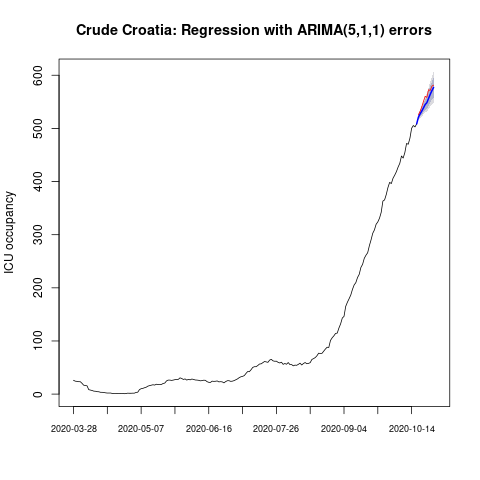 Crude Croatia: Regression with ARIMA(5,1,1) errors
ICU occupancy
600
500
400
300
200
100
0
2020-03-28 2020-05-07 2020-06-16 2020-07-26 2020-09-04 2020-10-14